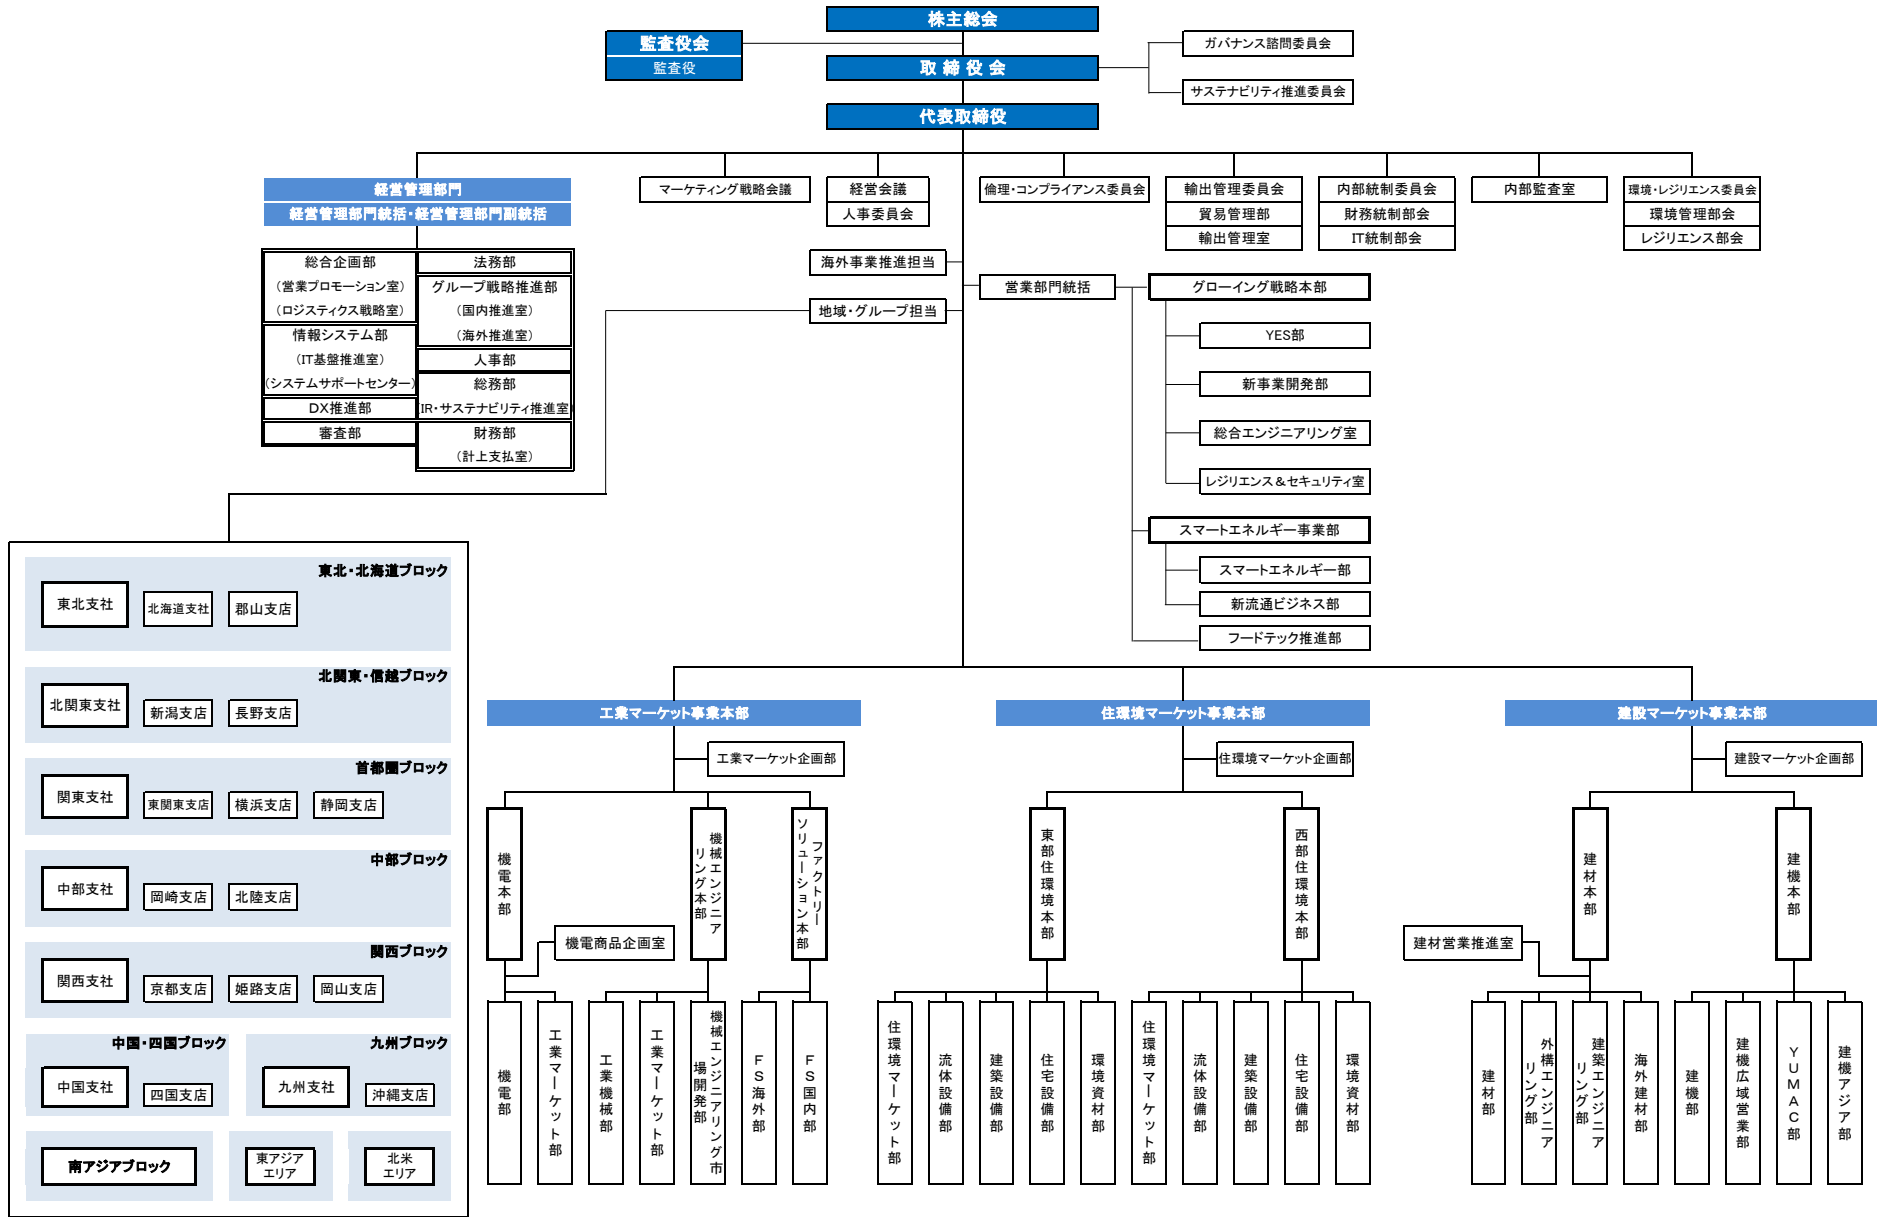 株主総会
監査役会
監査役
取締役会
ガバナンス諮問委員会
サステナビリティ推進委員会
代表取締役
経営管理部門
経営管理部門統括・経営管理部門副統括
マーケティング戦略会議
経営会議
人事委員会
倫理・コンプライアンス委員会
輸出管理委員会
貿易管理部
輸出管理室
内部統制委員会
財務統制部会
IT統制部会
内部監査室
環境・レジリエンス委員会
環境管理部会
レジリエンス部会
総合企画部
(営業プロモーション室)
(ロジスティクス戦略室)
情報システム部
(IT基盤推進室)
(システムサポートセンター)
DX推進部
審査部
法務部
グループ戦略推進部
(国内推進室)
(海外推進室)
人事部
総務部
(IR・サステナビリティ推進室)
財務部
(計上支払室)
海外事業推進担当
地域・グループ担当
営業部門統括
グローイング戦略本部
YES部
新事業開発部
総合エンジニアリング室
レジリエンス&セキュリティ室
スマートエネルギー事業部
スマートエネルギー部
新流通ビジネス部
フードテック推進部
東北・北海道ブロック
東北支社
北海道支社
郡山支店
北関東・信越ブロック
北関東支社
新潟支店
長野支店
首都圏ブロック
関東支社
東関東支店
横浜支店
静岡支店
中部ブロック
中部支社
岡崎支店
北陸支店
関西ブロック
関西支社
京都支店
姫路支店
岡山支店
中国・四国ブロック
中国支社
四国支店
九州ブロック
九州支社
沖縄支店
南アジアブロック
東アジア
エリア
北米
エリア
工業マーケット事業本部
工業マーケット企画部
機電本部
機械エンジニア
リング本部
ファクトリー
ソリューション本部
機電商品企画室
機電部
工業マーケット部
工業機械部
工業マーケット部
機械エンジニアリング市
場開発部
FS海外部
FS国内部
住環境マーケット事業本部
住環境マーケット企画部
東部住環境本部
西部住環境本部
住環境マーケット部
流体設備部
建築設備部
住宅設備部
環境資材部
住環境マーケット部
流体設備部
建築設備部
住宅設備部
環境資材部
建設マーケット事業本部
建設マーケット企画部
建材本部
建機本部
建材営業推進室
建材部
外構エンジニア
リング部
建築エンジニア
リング部
海外建材部
建機部
建機広域営業部
YUMAC部
建機アジア部